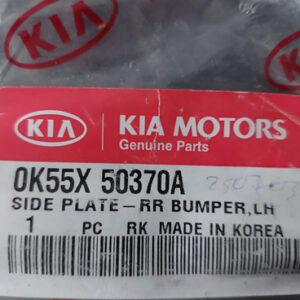 KIA
KIA
KIA KIA MOTORS
Genuine Parts
0K55X 50370A
SIDE PLATE-RR BUMPER,LH
1 PC RK MADE IN KOREA